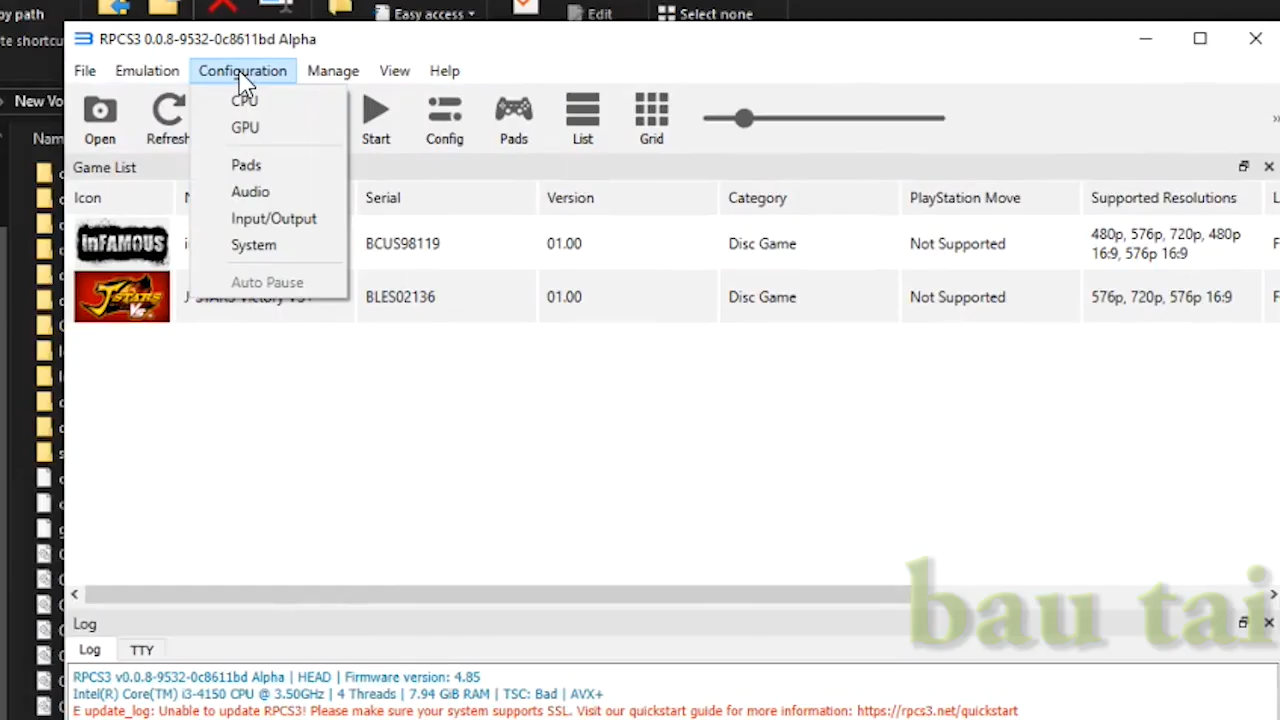 py path
Easy access
Edit
Select none
te shortcu
RPCS3 0.0.8-9532-0c8611bd Alpha
File Emulation Configuration Manage View Help
New Vo
CPU
GPU
Pads
Audio
Input/Output
System
Auto Pause
Open Refresh Start Config Pads List Grid
Nam
Game List
Icon N Serial Version Category PlayStation Move Supported Resolutions L
inFAMOUS BCUS98119 01.00 Disc Game Not Supported 480p, 576p, 720p, 480p
16:9, 576p 16:9
J STARS Vs+ J-STARS Victory VS+ BLES02136 01.00 Disc Game Not Supported 576p, 720p, 576p 16:9
bau tai
Log
Log TTY
RPCS3 v0.0.8-9532-0c8611bd Alpha | HEAD | Firmware version: 4.85
Intel(R) Core(TM) i3-4150 CPU @ 3.50GHz | 4 Threads | 7.94 GiB RAM | TSC: Bad | AVX+
E update_log: Unable to update RPCS3! Please make sure your system supports SSL. Visit our quickstart guide for more information: https://rpcs3.net/quickstart